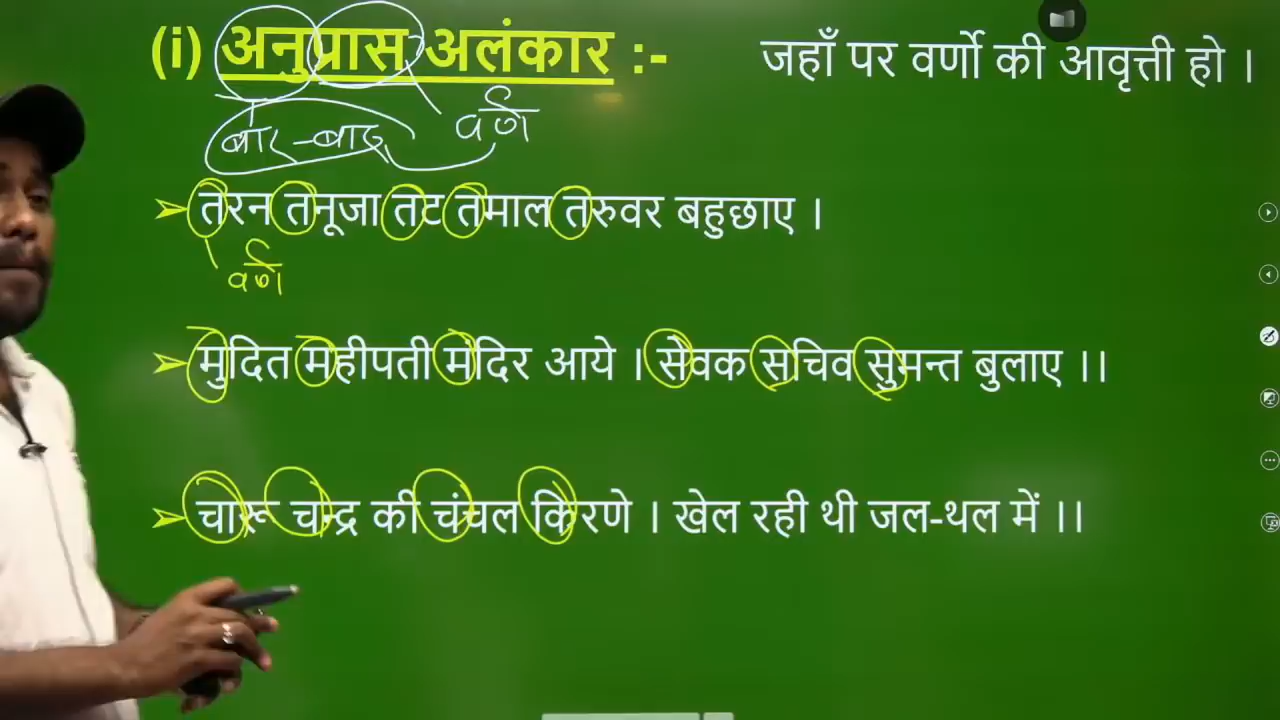 (i) अनुप्रास अलंकार :- जहाँ पर वर्णो की आवृत्ती हो ।
बार-बार वर्ण
➢ तरन तनूजा तट तमाल तरुवर बहुछाए ।
वर्ण
➢ मुदित महीपती मंदिर आये । सेवक सचिव सुमन्त बुलाए ।।
➢ चारू चन्द्र की चंचल किरणे । खेल रही थी जल-थल में ।।